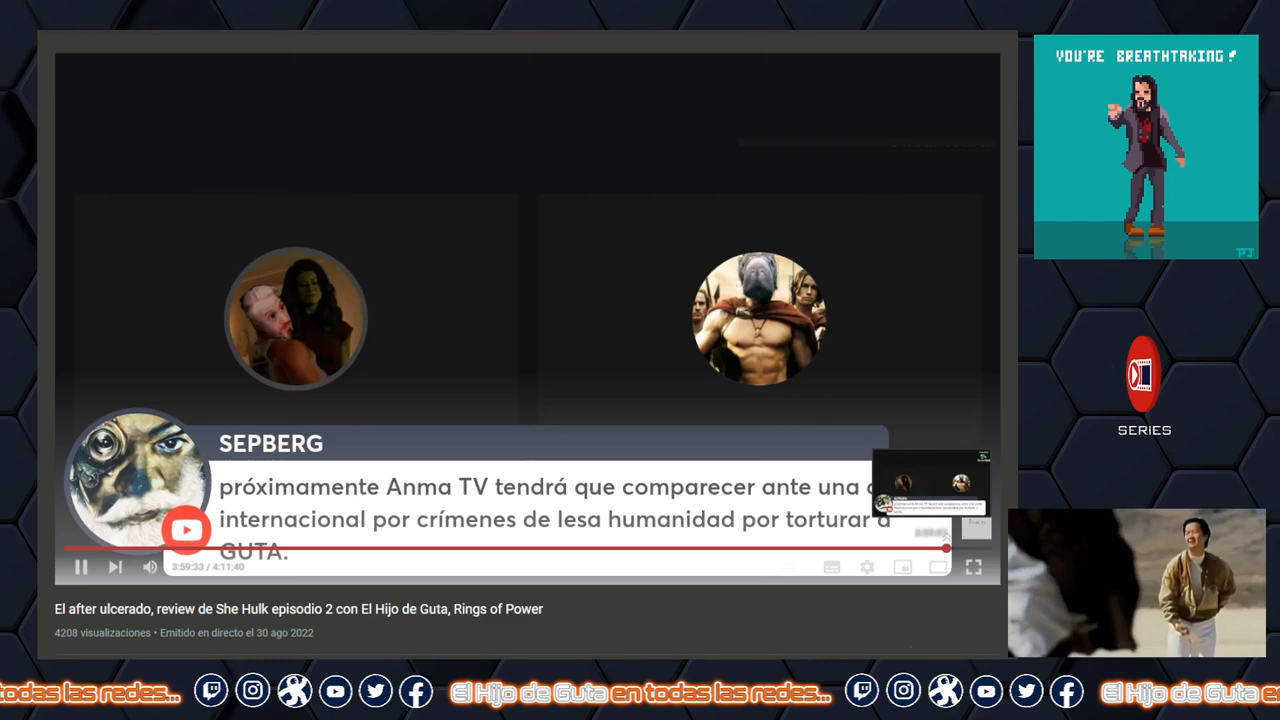 YOU'RE BREATHTAKING!
SEPBERG
próximamente Anma TV tendrá que comparecer ante una
internacional por crímenes de lesa humanidad por torturar a
GUTA.
3:59:33 / 4:11:40
SERIES
El after ulcerado, review de She Hulk episodio 2 con El Hijo de Guta, Rings of Power
4208 visualizaciones • Emitido en directo el 30 ago 2022
todas las redes... El Hijo de Guta en todas las redes... El Hijo de Guta